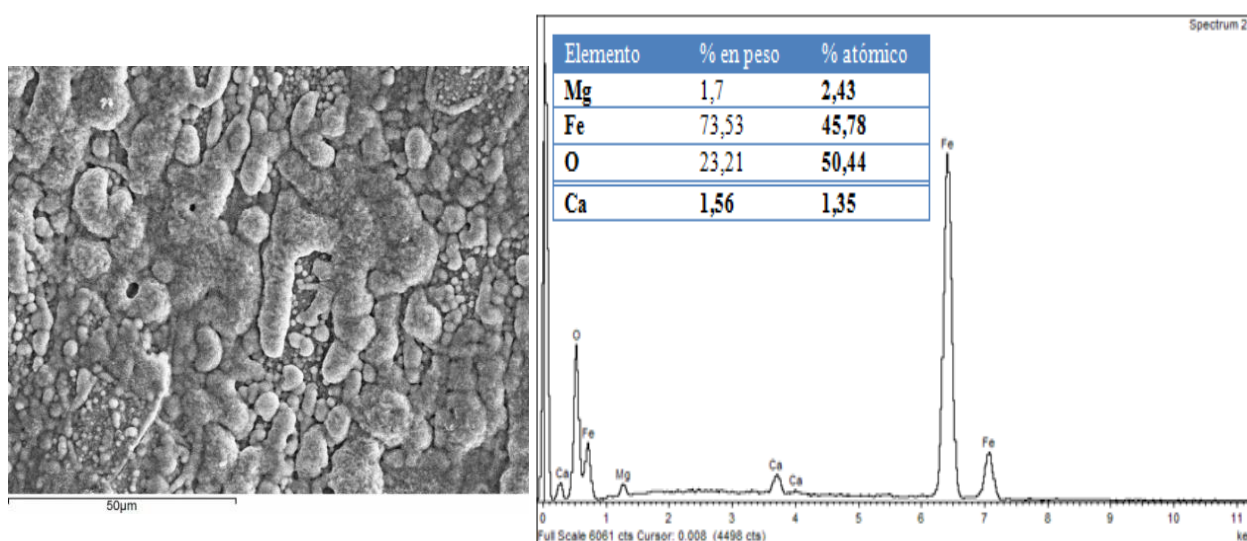 50µm
Spectrum 2
Elemento % en peso % atómico
Mg 1,7 2,43
Fe 73,53 45,78
O 23,21 50,44
Ca 1,56 1,35
Fe
O
Fe
Ca
Mg
Ca
Ca
Fe
0 1 2 3 4 5 6 7 8 9 10 11
Full Scale 6061 cts Cursor: 0.008 (4498 cts)
ke